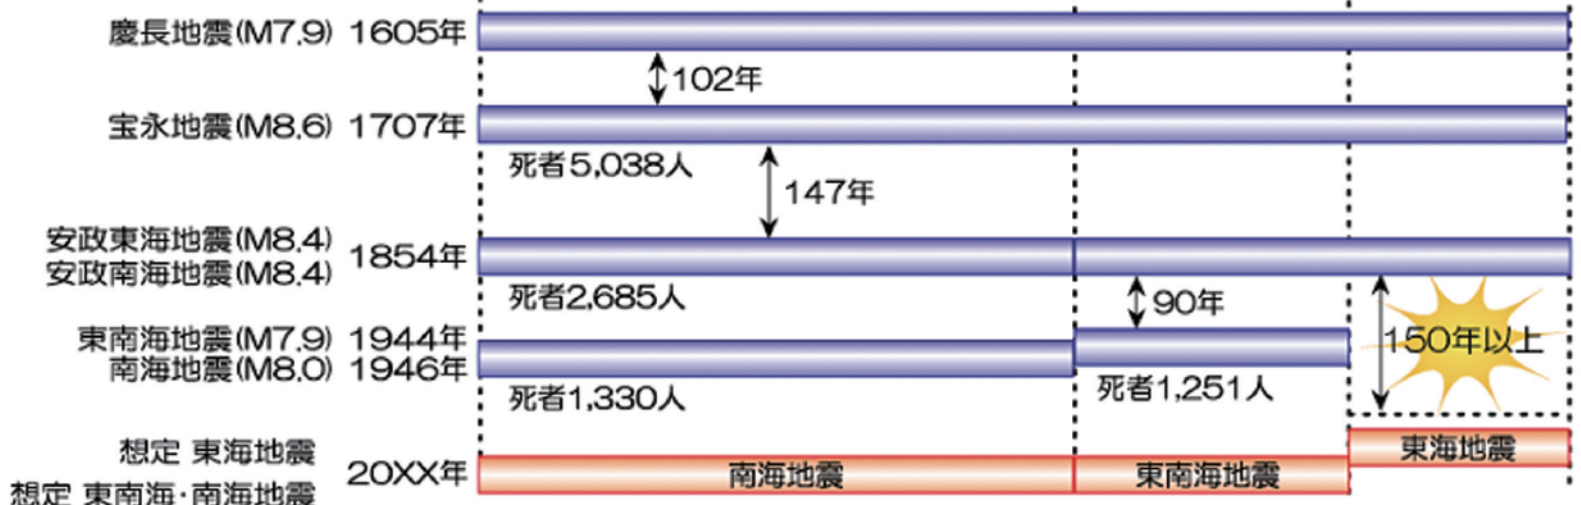 慶長地震(M7.9) 1605年
102年
宝永地震(M8.6) 1707年
死者5,038人
147年
安政東海地震(M8.4)
安政南海地震(M8.4)
1854年
死者2,685人
90年
150年以上
東南海地震(M7.9) 1944年
南海地震(M8.0) 1946年
死者1,330人
死者1,251人
想定 東海地震
想定 東南海・南海地震
20XX年
南海地震
東南海地震
東海地震